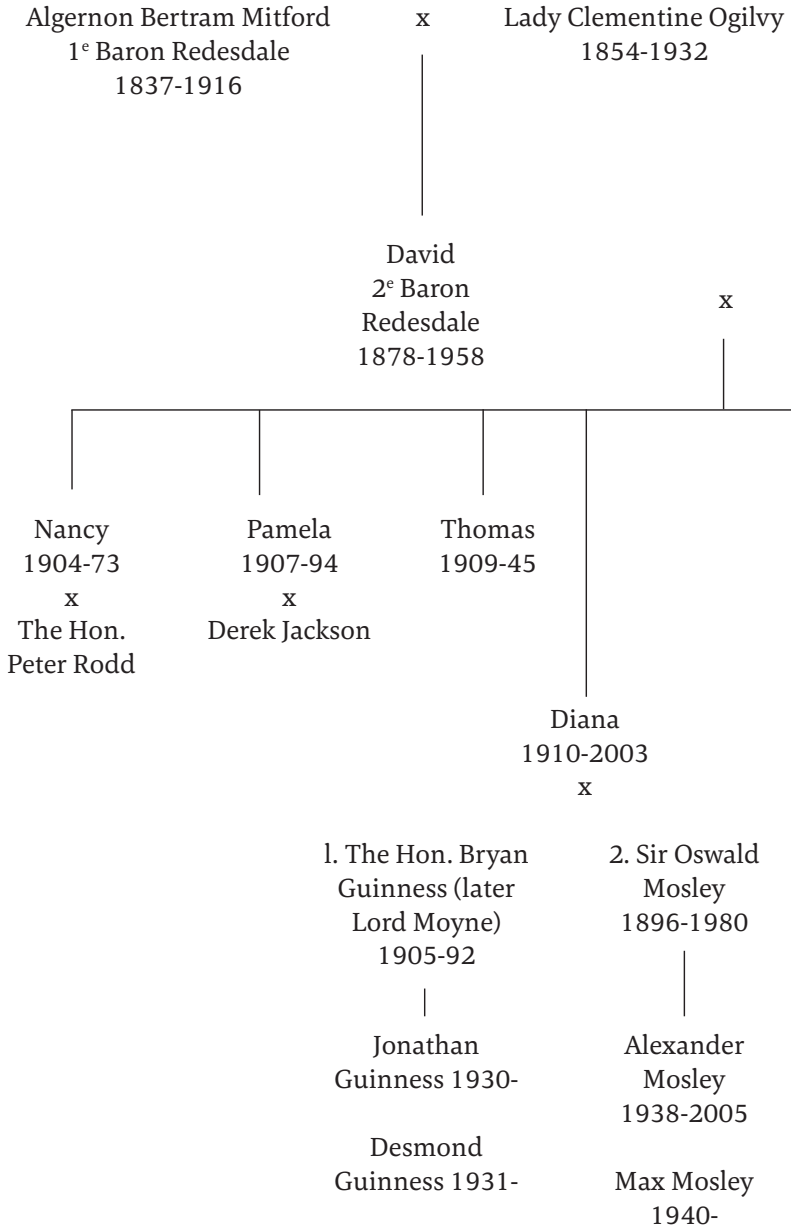 Algernon Bertram Mitford
1e Baron Redesdale
1837-1916
x
Lady Clementine Ogilvy
1854-1932
David
2e Baron
Redesdale
1878-1958
x
Nancy
1904-73
x
The Hon.
Peter Rodd
Pamela
1907-94
x
Derek Jackson
Thomas
1909-45
Diana
1910-2003
x
l. The Hon. Bryan
Guinness (later
Lord Moyne)
1905-92
Jonathan
Guinness 1930-
Desmond
Guinness 1931-
2. Sir Oswald
Mosley
1896-1980
Alexander
Mosley
1938-2005
Max Mosley
1940-